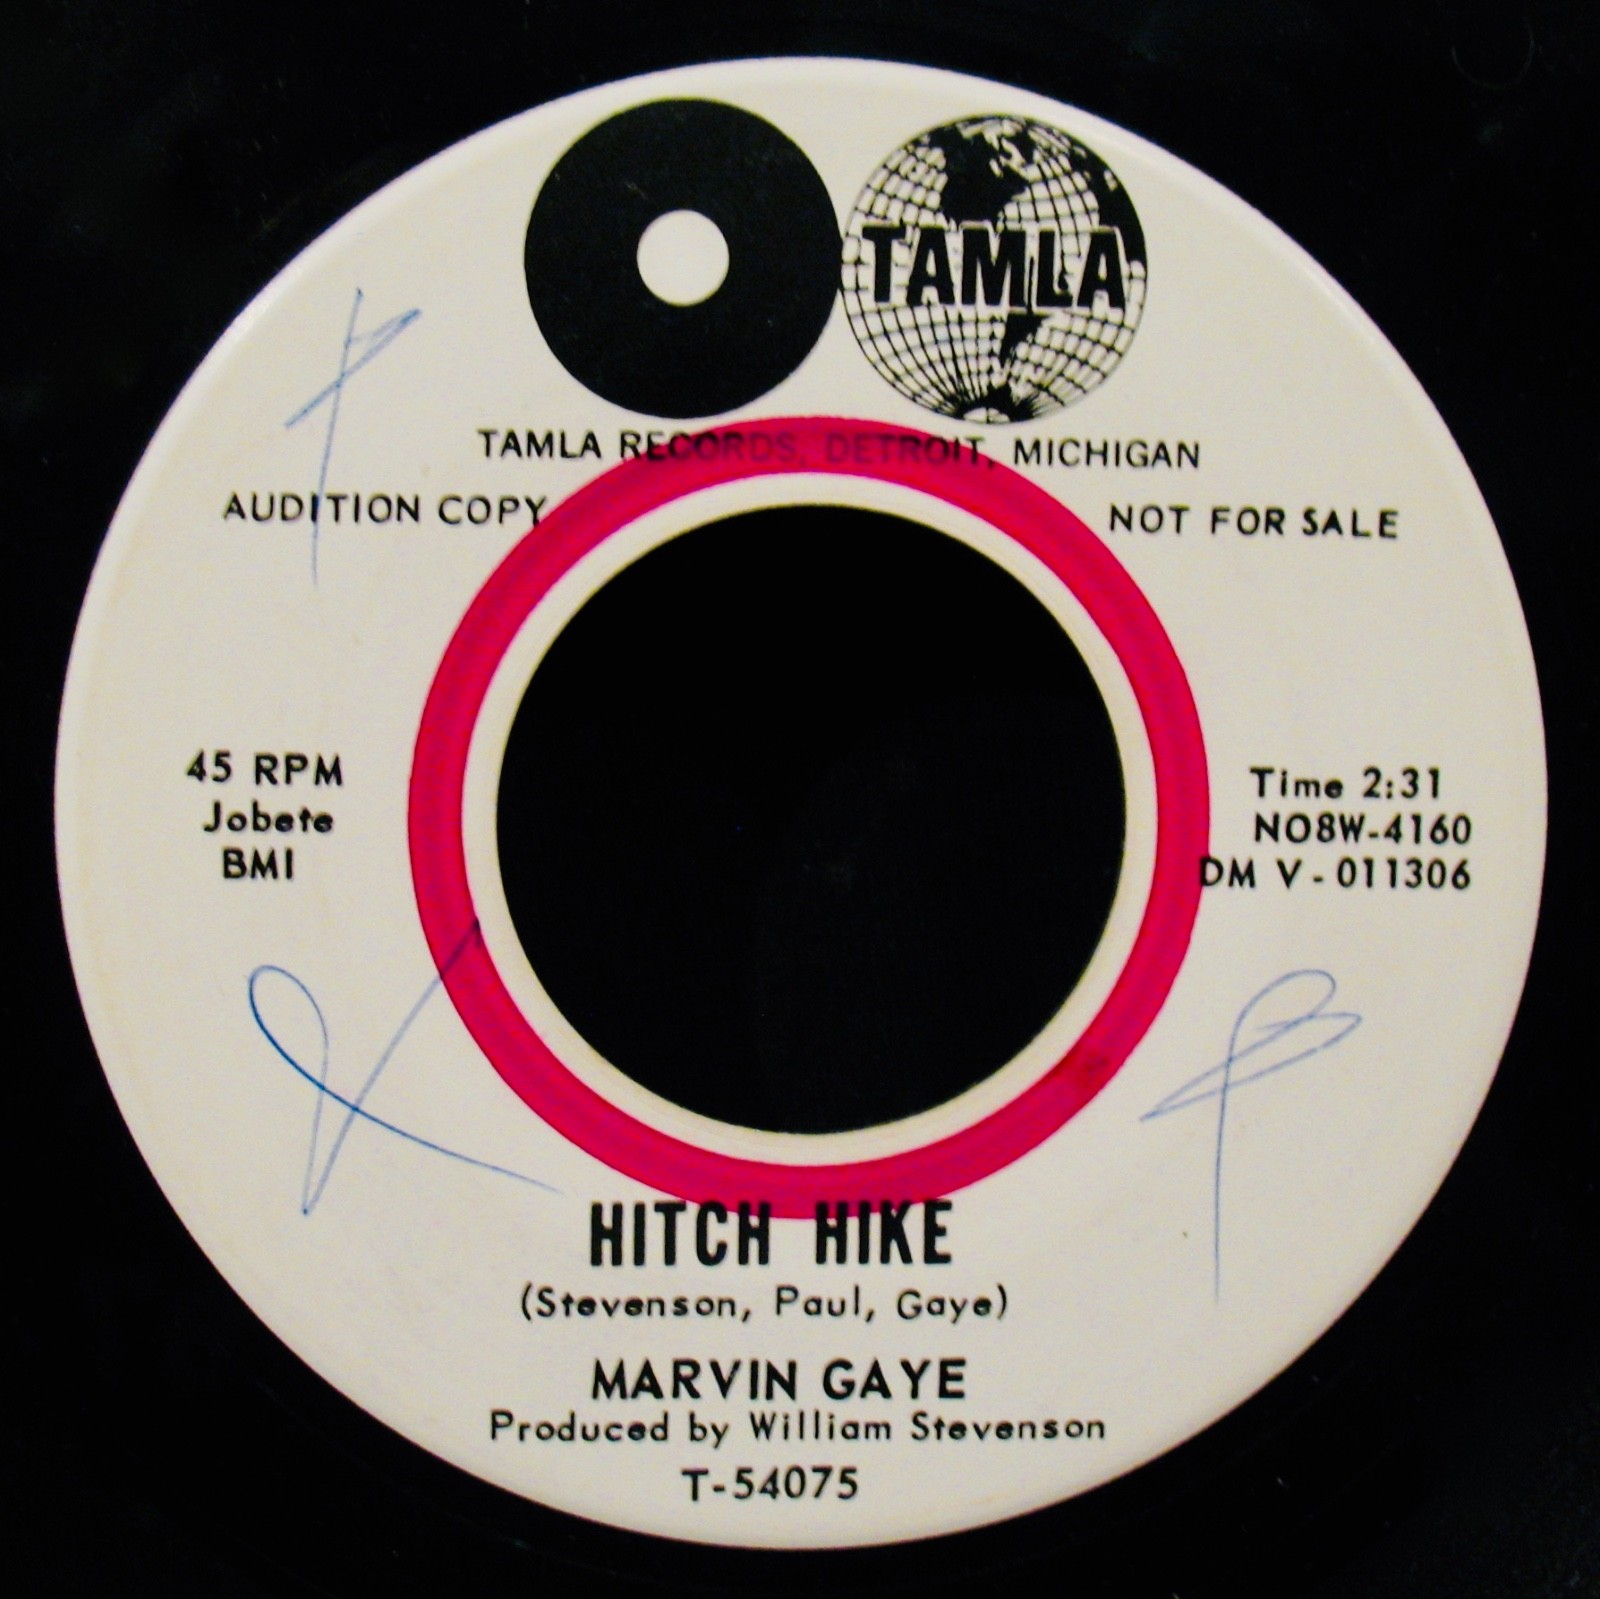 TAMLA
TAMLA RECORDS, DETROIT, MICHIGAN
AUDITION COPY
NOT FOR SALE
45 RPM
Jobete
BMI
Time 2:31
NO8W-4160
DM V-011306
HITCH HIKE
(Stevenson, Paul, Gaye)
MARVIN GAYE
Produced by William Stevenson
T-54075